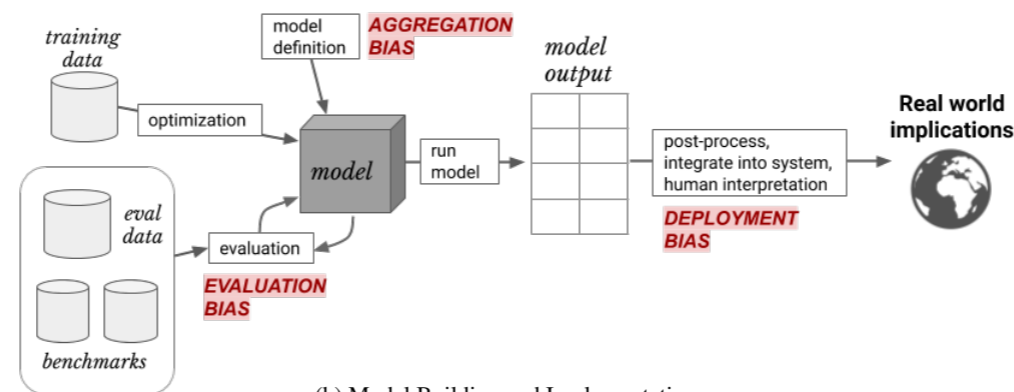 training
data
model
definition
AGGREGATION
BIAS
optimization
model
run
model
model
output
post-process,
integrate into system,
human interpretation
DEPLOYMENT
BIAS
Real world
implications
eval
data
evaluation
EVALUATION
BIAS
benchmarks